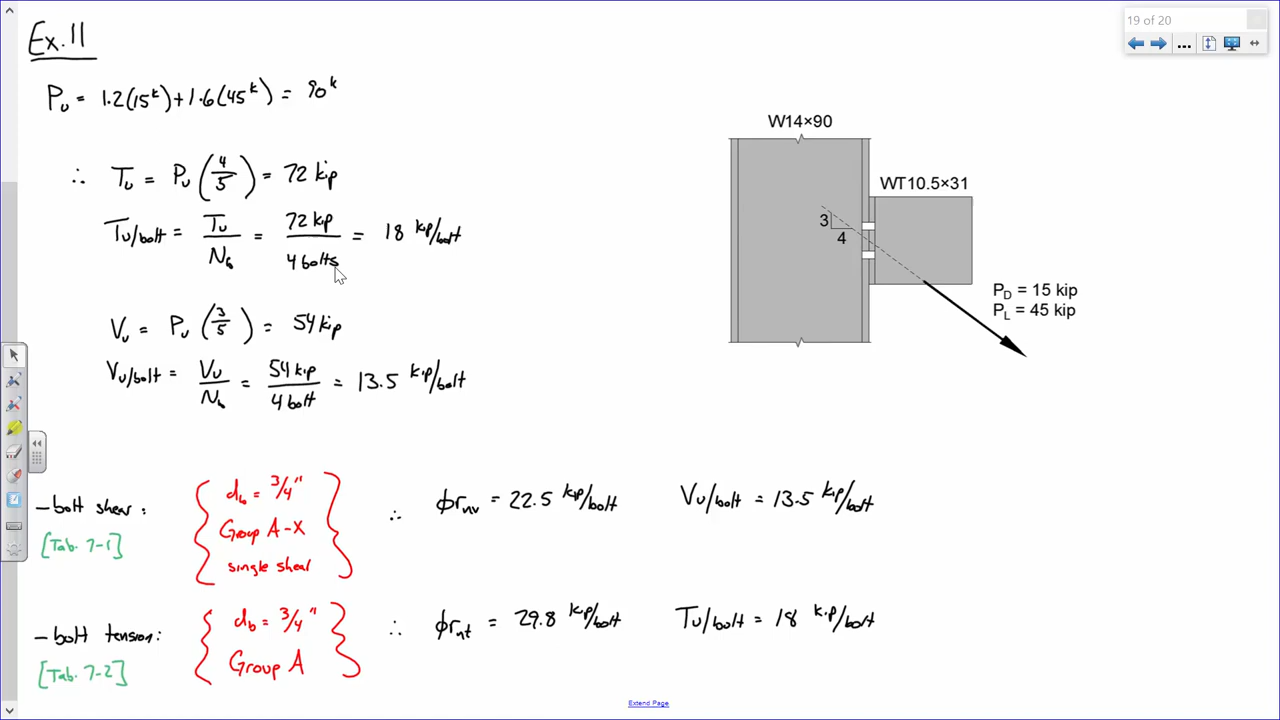 Ex. 11
19 of 20
Pu = 1.2(15k) + 1.6(45k) = 90k
∴ Tu = Pu (4/5) = 72 kip
Tu/bolt = Tu/Nb = 72 kip/4 bolts = 18 kip/bolt
Vu = Pu (3/5) = 54 kip
Vu/bolt = Vu/Nb = 54 kip/4 bolt = 13.5 kip/bolt
W14×90
WT10.5×31
3
4
PD = 15 kip
PL = 45 kip
- bolt shear:
[Tab. 7-1]
db = 3/4"
Group A-X
single shear
∴ ϕrnv = 22.5 kip/bolt
Vu/bolt = 13.5 kip/bolt
- bolt tension:
[Tab. 7-2]
db = 3/4"
Group A
∴ ϕrnt = 29.8 kip/bolt
Tu/bolt = 18 kip/bolt
Extend Page